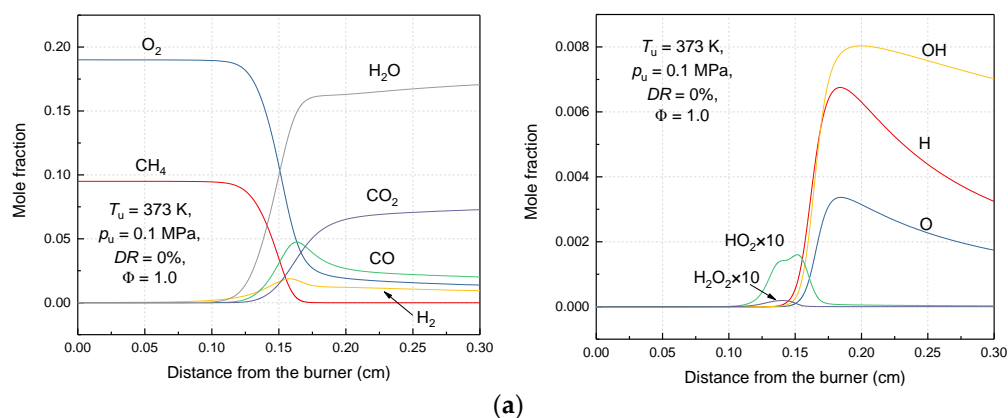 O₂
H₂O
CH₄
CO₂
CO
H₂
Tᵤ = 373 K,
pᵤ = 0.1 MPa,
DR = 0%,
Φ = 1.0
Mole fraction
0.20
0.15
0.10
0.05
0.00
0.00 0.05 0.10 0.15 0.20 0.25 0.30
Distance from the burner (cm)
Tᵤ = 373 K,
pᵤ = 0.1 MPa,
DR = 0%,
Φ = 1.0
OH
H
O
HO₂×10
H₂O₂×10
Mole fraction
0.008
0.006
0.004
0.002
0.000
0.00 0.05 0.10 0.15 0.20 0.25 0.30
Distance from the burner (cm)
(a)